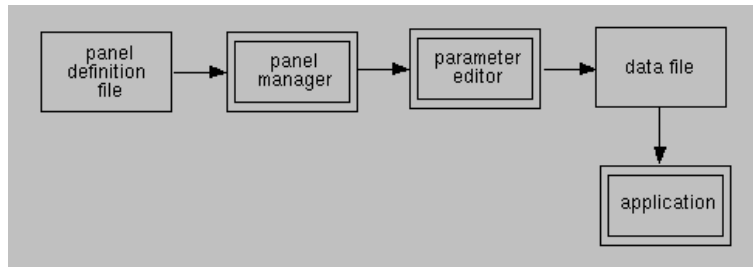 panel
definition
file
panel
manager
parameter
editor
data file
application